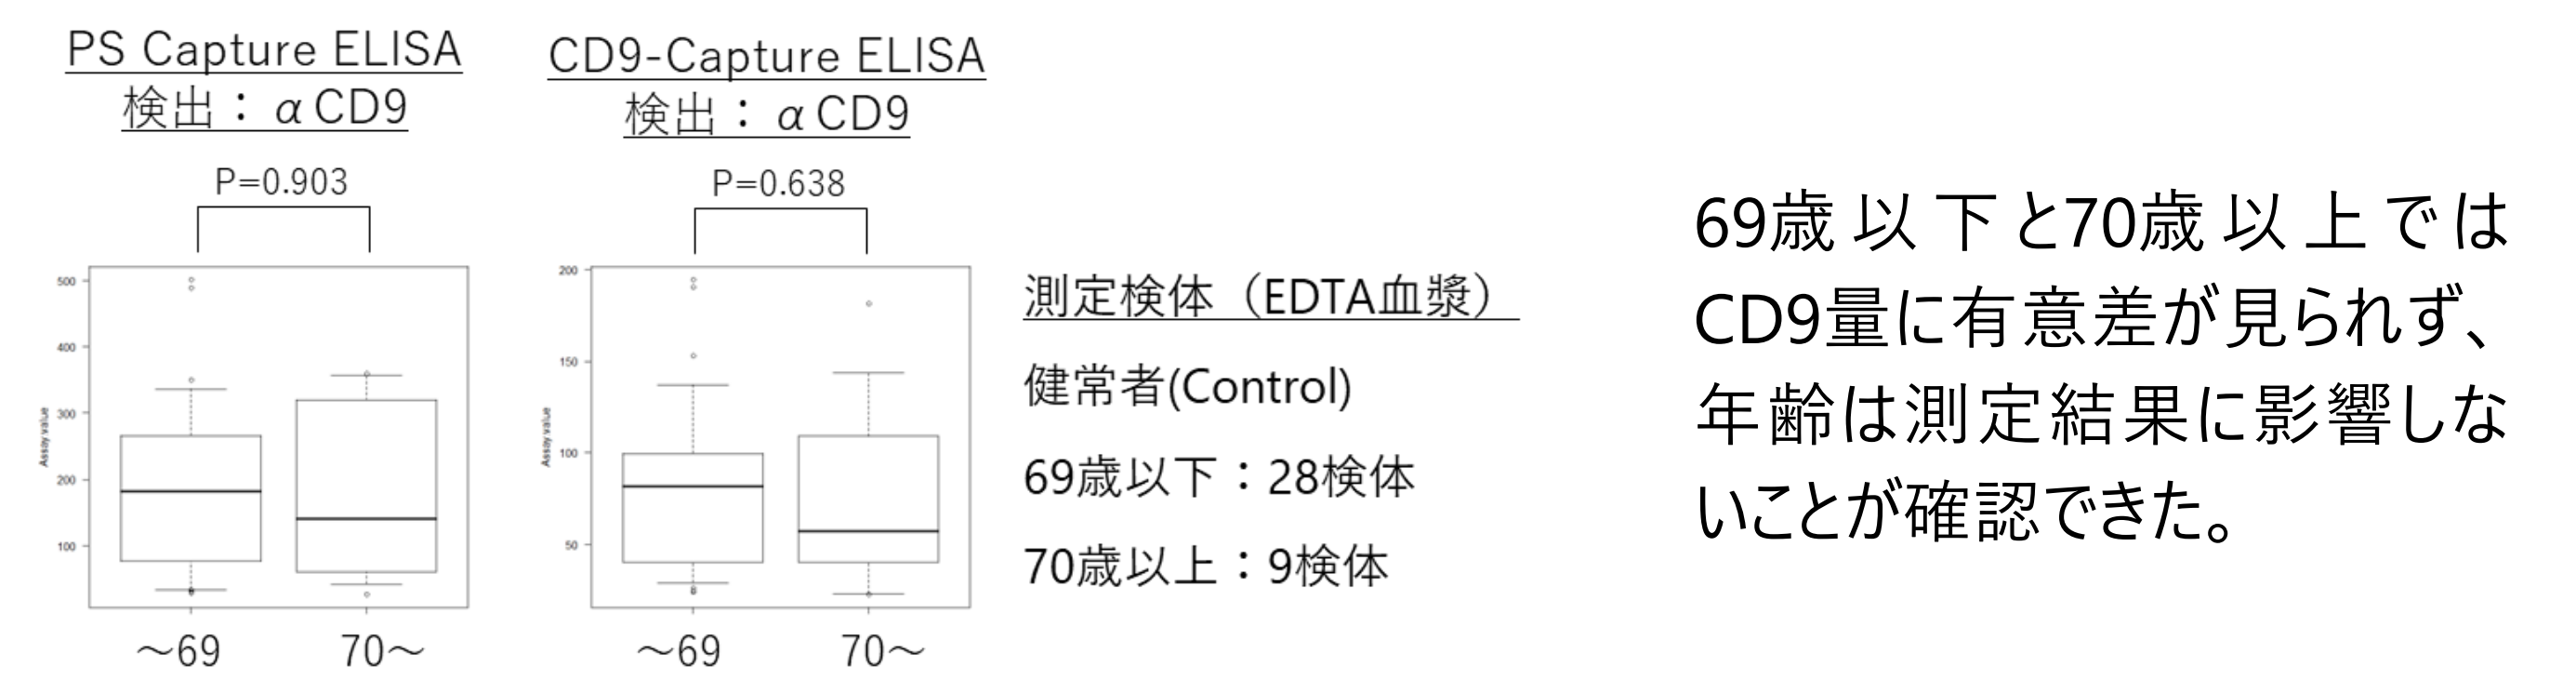 PS Capture ELISA
検出：αCD9
P=0.903
500
400
300
200
100
Assay value
～69
70～
CD9-Capture ELISA
検出：αCD9
P=0.638
200
150
100
50
Assay value
～69
70～
測定検体（EDTA血漿）
健常者(Control)
69歳以下：28検体
70歳以上：9検体
69歳以下と70歳以上では
CD9量に有意差が見られず、
年齢は測定結果に影響しな
いことが確認できた。